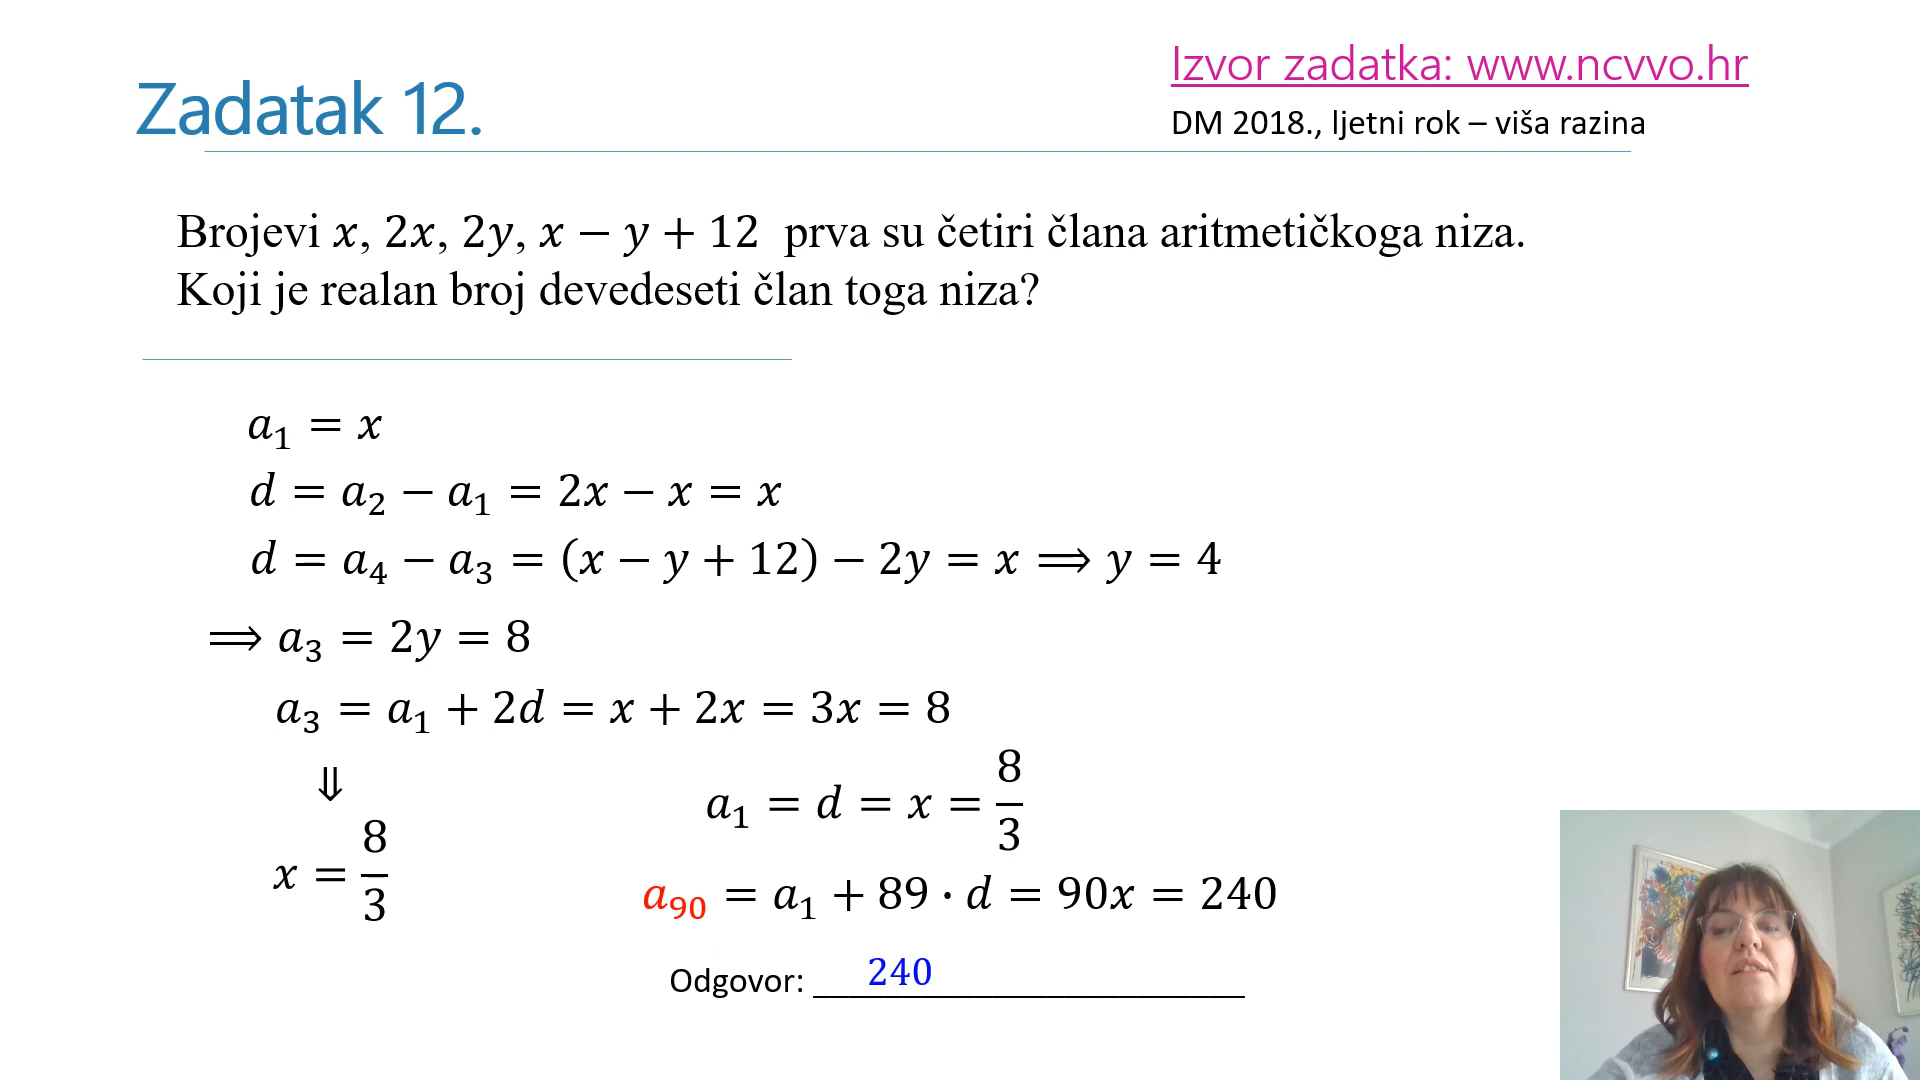 Zadatak 12.
Izvor zadatka: www.ncvvo.hr
DM 2018., ljetni rok – viša razina
Brojevi x, 2x, 2y, x − y + 12 prva su četiri člana aritmetičkoga niza.
Koji je realan broj devedeseti član toga niza?
a₁ = x
d = a₂ − a₁ = 2x − x = x
d = a₄ − a₃ = (x − y + 12) − 2y = x ⟹ y = 4
⟹ a₃ = 2y = 8
a₃ = a₁ + 2d = x + 2x = 3x = 8
⇓
x = 8/3
a₁ = d = x = 8/3
a₉₀ = a₁ + 89 · d = 90x = 240
Odgovor: 240